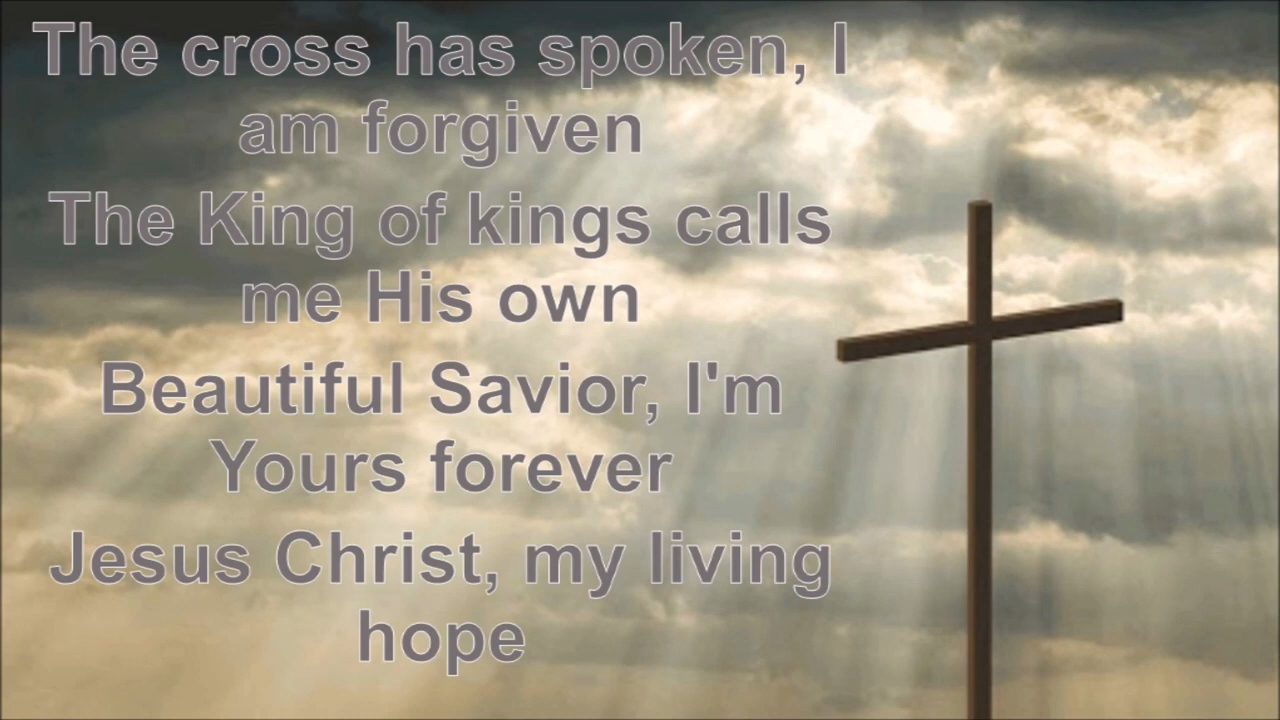 The cross has spoken, I
am forgiven
The King of kings calls
me His own
Beautiful Savior, I'm
Yours forever
Jesus Christ, my living
hope